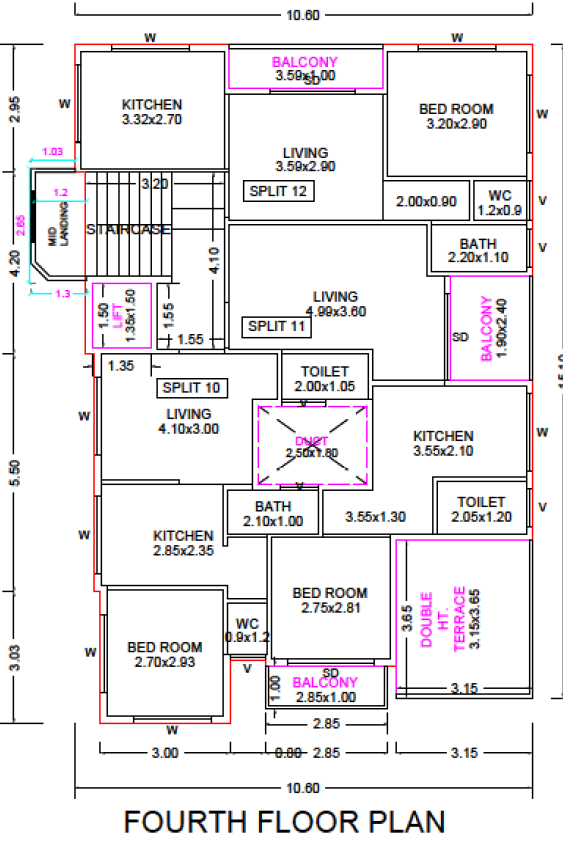 10.60
W
W
BALCONY
3.59x1.00
SD
KITCHEN
3.32x2.70
BED ROOM
3.20x2.90
W
W
2.95
LIVING
3.59x2.90
1.03
3.20
SPLIT 12
2.00x0.90
WC
1.2x0.9
V
1.2
2.65
MID
LANDING
STAIRCASE
BATH
2.20x1.10
V
4.20
4.10
1.3
LIVING
4.99x3.60
SPLIT 11
BALCONY
1.90x2.40
SD
1.50
LIFT
1.35x1.50
1.55
1.55
1.35
TOILET
2.00x1.05
SPLIT 10
LIVING
4.10x3.00
W
V
DUCT
2.50x1.80
V
KITCHEN
3.55x2.10
W
5.50
BATH
2.10x1.00
3.55x1.30
TOILET
2.05x1.20
V
W
KITCHEN
2.85x2.35
BED ROOM
2.75x2.81
3.65
DOUBLE
HT.
TERRACE
3.15x3.65
WC
0.9x1.2
BED ROOM
2.70x2.93
W
3.03
V
SD
BALCONY
2.85x1.00
1.00
3.15
W
2.85
3.00
0.80
2.85
3.15
10.60
FOURTH FLOOR PLAN